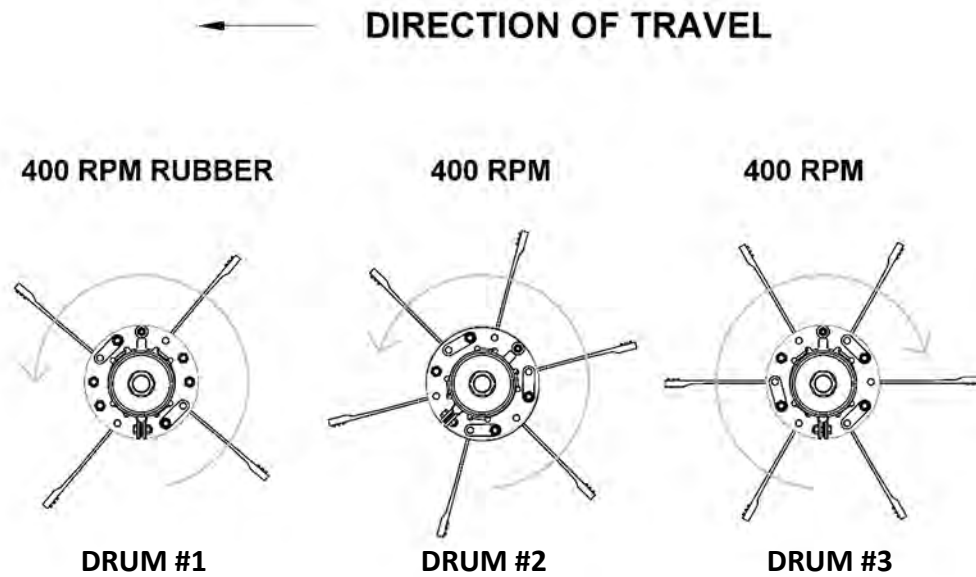 DIRECTION OF TRAVEL
400 RPM RUBBER
400 RPM
400 RPM
DRUM #1
DRUM #2
DRUM #3